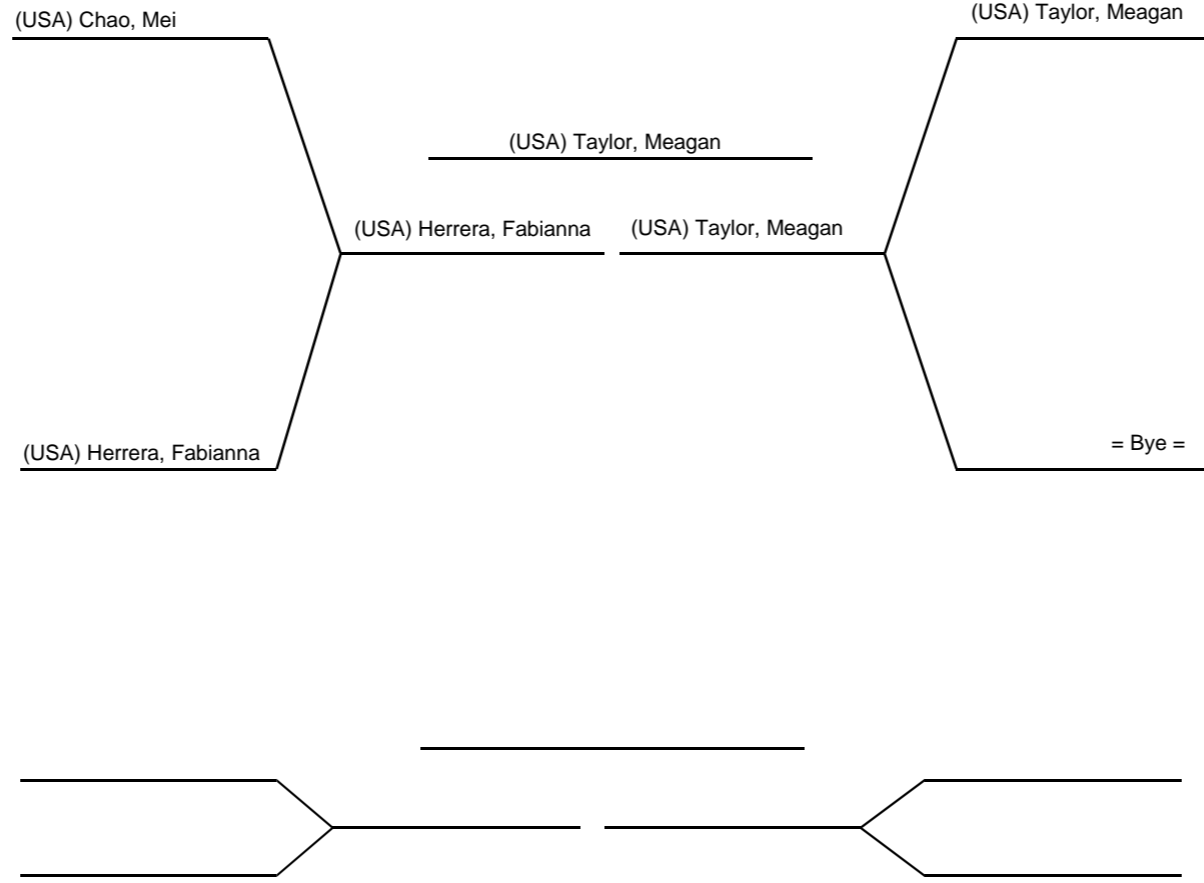 (USA) Chao, Mei
(USA) Taylor, Meagan
(USA) Taylor, Meagan
(USA) Herrera, Fabianna
(USA) Taylor, Meagan
(USA) Herrera, Fabianna
= Bye =